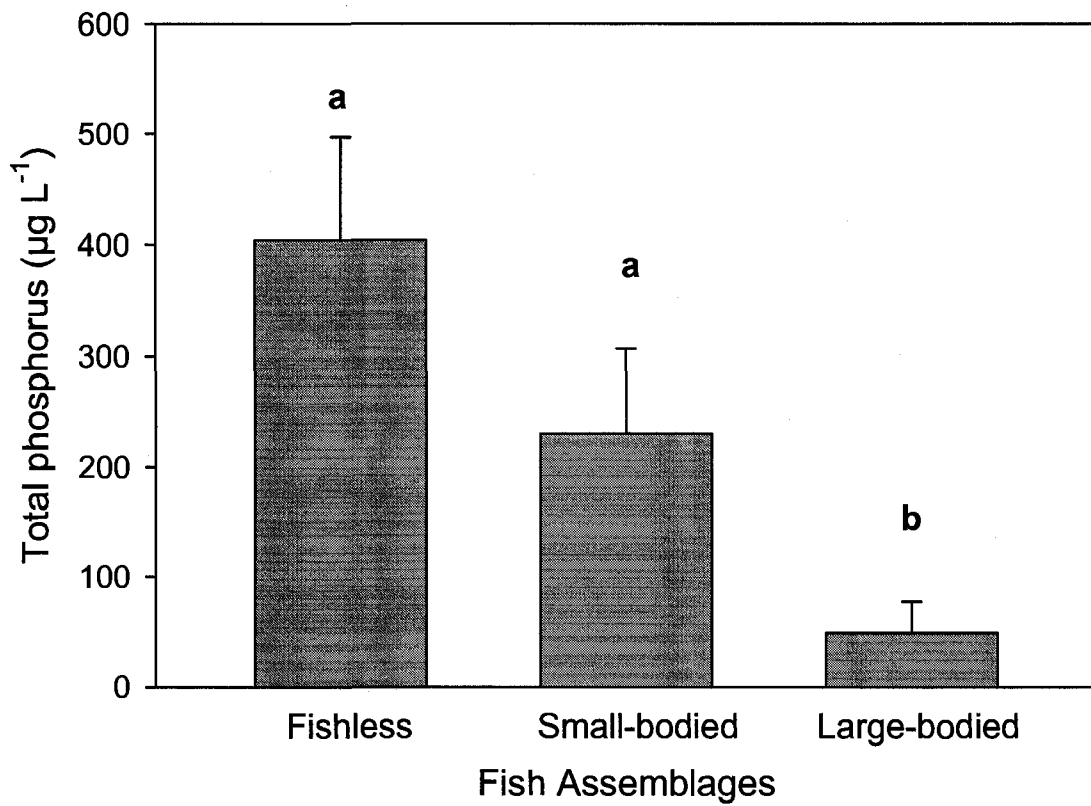 Total phosphorus (µg L⁻¹)
600
500
400
300
200
100
0
a
a
b
Fishless
Small-bodied
Large-bodied
Fish Assemblages